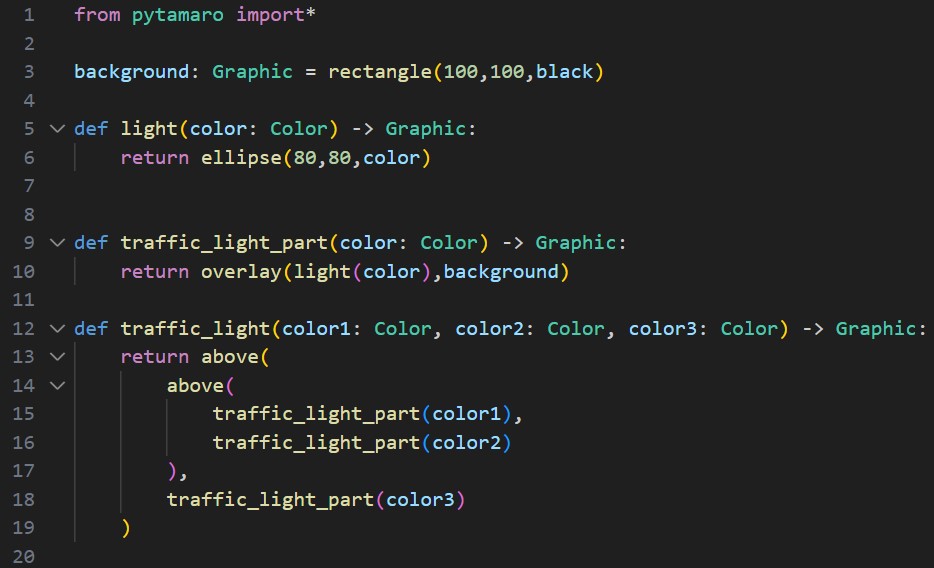 1 from pytamaro import*
2
3 background: Graphic = rectangle(100,100,black)
4
5 def light(color: Color) -> Graphic:
6     return ellipse(80,80,color)
7
8
9 def traffic_light_part(color: Color) -> Graphic:
10     return overlay(light(color),background)
11
12 def traffic_light(color1: Color, color2: Color, color3: Color) -> Graphic:
13     return above(
14         above(
15             traffic_light_part(color1),
16             traffic_light_part(color2)
17         ),
18         traffic_light_part(color3)
19     )
20